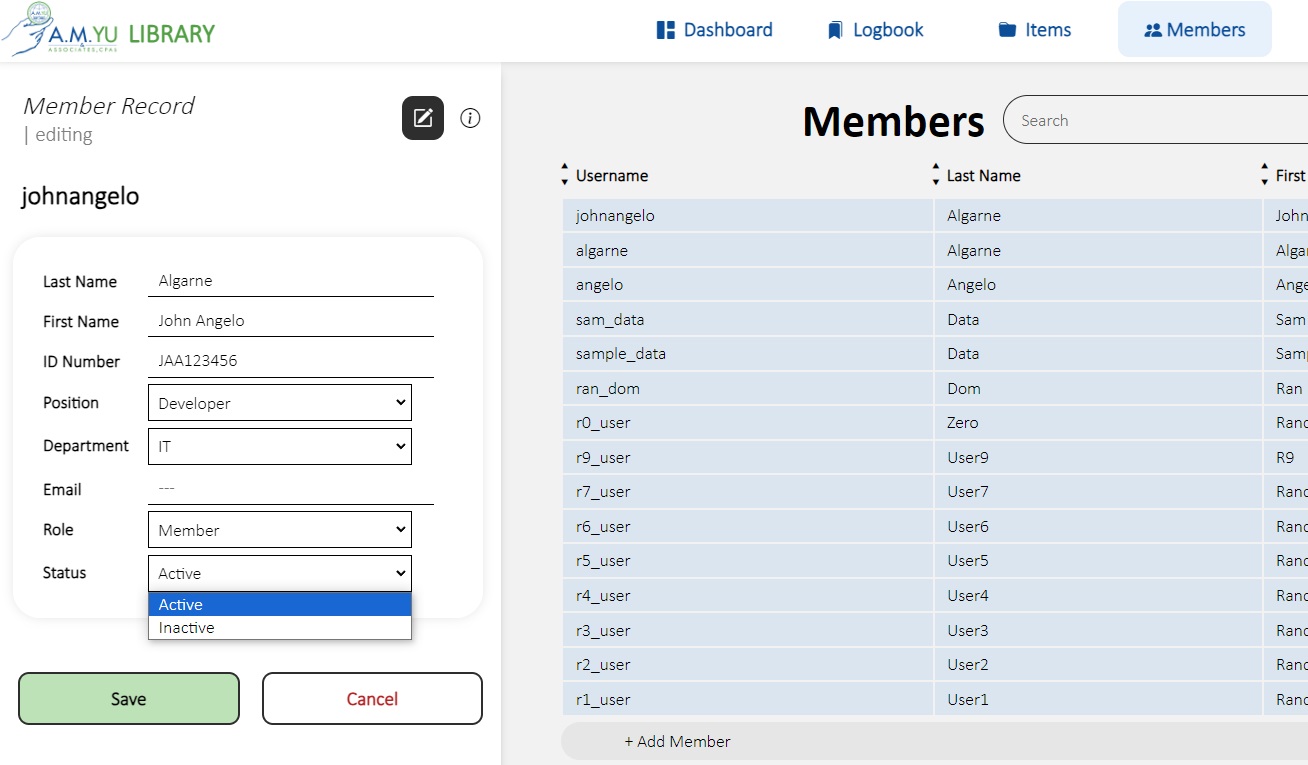 A.M.YU LIBRARY
& ASSOCIATES, CPAs
Dashboard
Logbook
Items
Members
Member Record
| editing
johnangelo
Last Name Algarne
First Name John Angelo
ID Number JAA123456
Position Developer
Department IT
Email ---
Role Member
Status Active
Active
Inactive
Save
Cancel
Members
Search
Username Last Name First
johnangelo Algarne John
algarne Algarne Algar
angelo Angelo Ange
sam_data Data Sam
sample_data Data Samp
ran_dom Dom Ran
r0_user Zero Rand
r9_user User9 R9
r7_user User7 Rand
r6_user User6 Rand
r5_user User5 Rand
r4_user User4 Rand
r3_user User3 Rand
r2_user User2 Rand
r1_user User1 Rand
+ Add Member